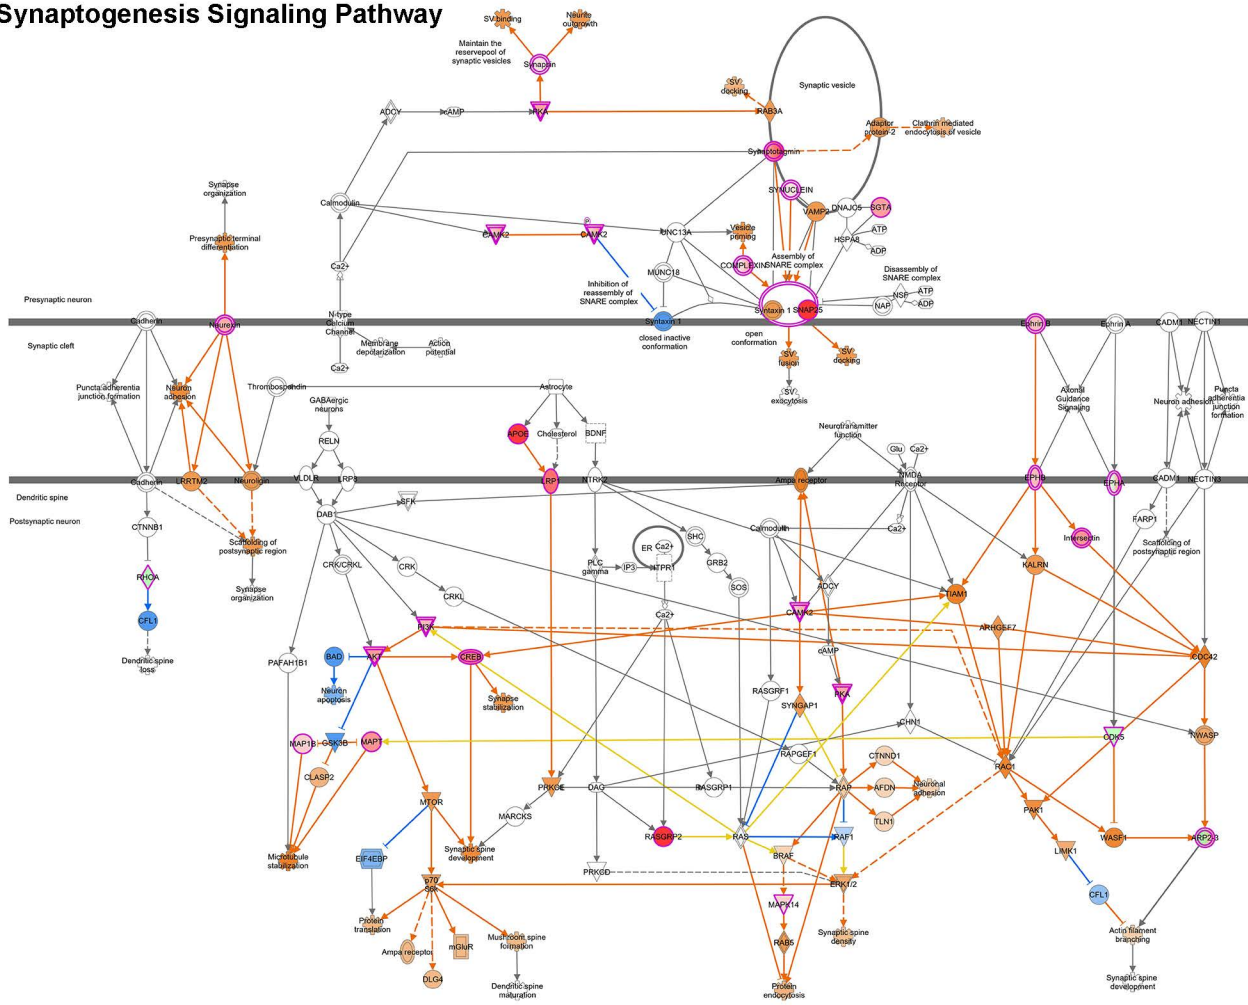 Synaptogenesis Signaling Pathway
SV binding
Neurite
outgrowth
Maintain the
reservepool of
synaptic vesicles
Synapsin
SV
docking
Synaptic vesicle
ADCY
cAMP
PKA
RAB3A
Adaptor
protein-2
Clathrin mediated
endocytosis of vesicle
Synaptotagmin
Synapse
organization
SYNUCLEIN
Calmodulin
VAMP2
DNAJC5
SGTA
P
CAMK2
CAMK2
UNC13A
Vesicle
priming
HSPA8
ATP
ADP
Presynaptic terminal
differentiation
Ca2+
MUNC18
COMPLEXIN
Assembly of
SNARE complex
Disassembly of
SNARE complex
Inhibition of
reassembly of
SNARE complex
NSF
ATP
ADP
NAP
Presynaptic neuron
Cadherin
Neurexin
N-type
Calcium
Channel
Syntaxin 1
Syntaxin 1
SNAP25
Ephrin B
Ephrin A
CADM1
NECTIN1
Synaptic cleft
Membrane
depolarization
Action
potential
closed inactive
conformation
open
conformation
SV
fusion
SV
docking
Ca2+
Puncta adherentia
junction formation
Neuron
adhesion
Thrombospondin
Astrocyte
SV
exocytosis
Axonal
Guidance
Signaling
Neuron adhesion
Puncta
adherentia
junction
formation
GABAergic
neurons
APOE
Cholesterol
BDNF
Neurotransmitter
function
RELN
Glu
Ca2+
Cadherin
LRRTM2
Neuroligin
VLDLR
LRP8
LRP1
NTRK2
Ampa receptor
NMDA
Receptor
EPHB
EPHA
CADM1
NECTIN3
Dendritic spine
Postsynaptic neuron
SFK
DAB1
CTNNB1
Calmodulin
Ca2+
FARP1
Scaffolding of
postsynaptic region
SHC
Intersectin
Scaffolding of
postsynaptic region
ER
Ca2+
CRK/CRKL
CRK
PLC
gamma
IP3
ITPR1
GRB2
KALRN
RHOA
Synapse
organization
CRKL
SOS
ADCY
TIAM1
Ca2+
CAMK2
CFL1
PI3K
ARHGEF7
Dendritic spine
loss
PAFAH1B1
BAD
AKT
CREB
cAMP
CDC42
Neuron
apoptosis
Synapse
stabilization
RASGRF1
PKA
SYNGAP1
CHN1
MAP1B
GSK3B
MAPT
CDK5
NWASP
RAPGEF1
CTNND1
RAC1
CLASP2
PRKCE
DAG
RASGRP1
RAP
AFDN
Neuronal
adhesion
MTOR
MARCKS
TLN1
PAK1
RASGRP2
RAS
RAF1
WASF1
ARP2-3
Microtubule
stabilization
EIF4EBP
Synaptic spine
development
BRAF
LIMK1
PRKCD
p70
S6k
ERK1/2
CFL1
MAPK14
Protein
translation
Ampa receptor
mGluR
Mushroom spine
formation
RAB5
Synaptic spine
density
Actin filament
branching
DLG4
Dendritic spine
maturation
Protein
endocytosis
Synaptic spine
development